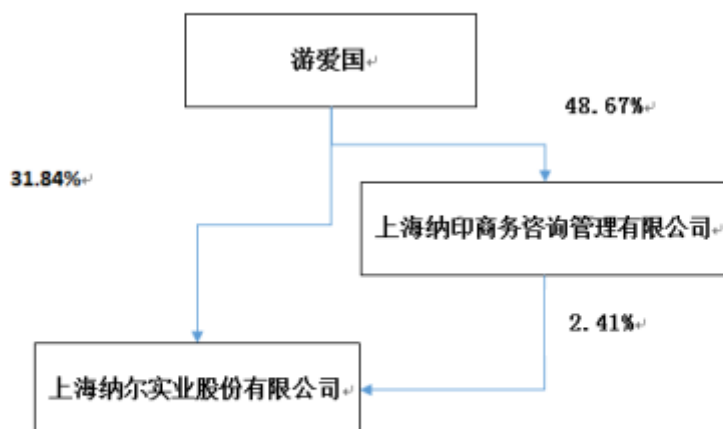 游爱国
48.67%
31.84%
上海纳印商务咨询管理有限公司
2.41%
上海纳尔实业股份有限公司